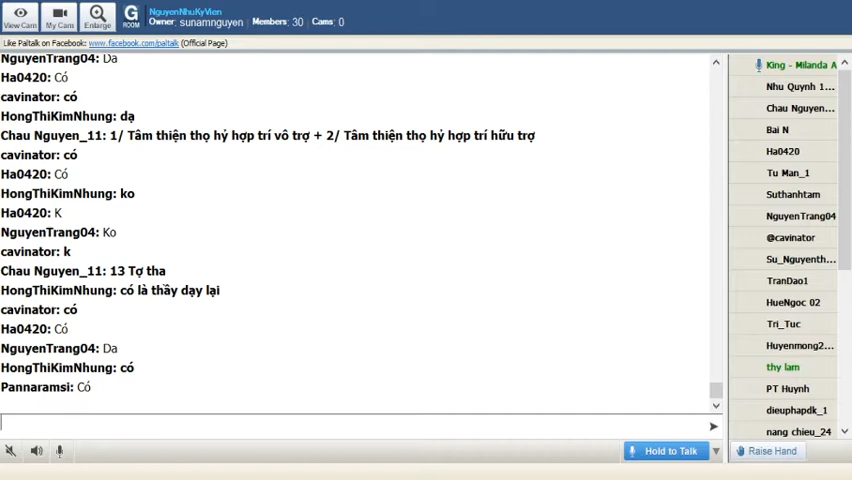 View Cam
My Cam
Enlarge
G
ROOM
NguyenNhuKyVien
Owner: sunamnguyen Members: 30 Cams: 0
Like Paltalk on Facebook: www.facebook.com/paltalk (Official Page)
NguyenTrang04: Da
Ha0420: Có
cavinator: có
HongThiKimNhung: dạ
Chau Nguyen_11: 1/ Tâm thiện thọ hỷ hợp trí vô trợ + 2/ Tâm thiện thọ hỷ hợp trí hữu trợ
cavinator: có
Ha0420: Có
HongThiKimNhung: ko
Ha0420: K
NguyenTrang04: Ko
cavinator: k
Chau Nguyen_11: 13 Tợ tha
HongThiKimNhung: có là thầy dạy lại
cavinator: có
Ha0420: Có
NguyenTrang04: Da
HongThiKimNhung: có
Pannaramsi: Có
King - Milanda A
Nhu Quynh 1...
Chau Nguyen...
Bai N
Ha0420
Tu Man_1
Suthanhtam
NguyenTrang04
@cavinator
Su_Nguyenth...
TranDao1
HueNgoc 02
Tri_Tuc
Huyenmong2...
thy lam
PT Huynh
dieuphapdk_1
nang chieu_24
Hold to Talk
Raise Hand